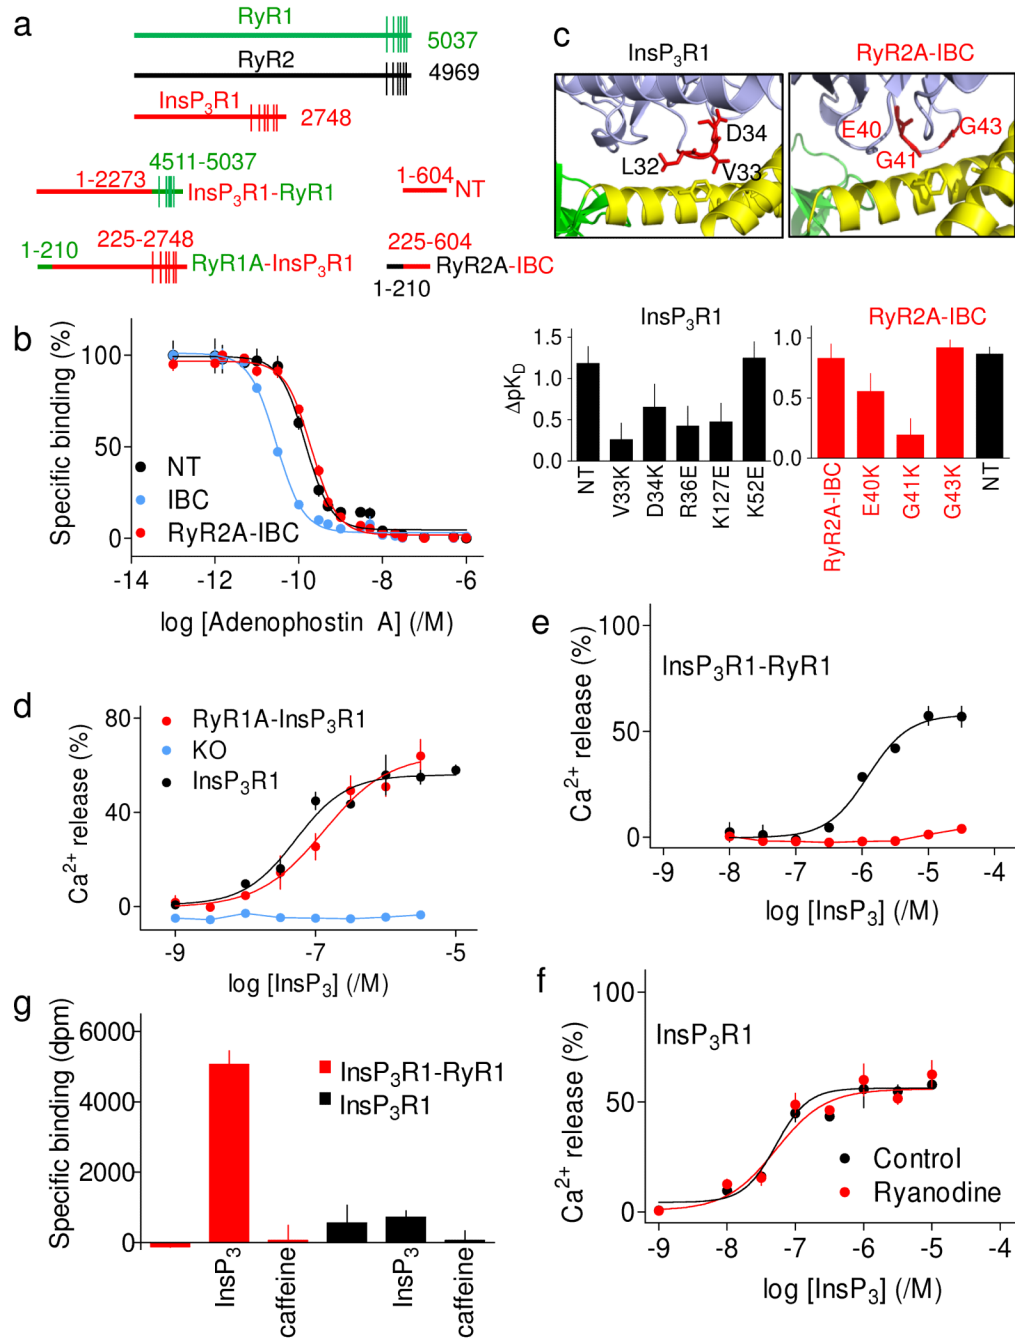 a
RyR1
5037
RyR2
4969
InsP3R1
2748
4511-5037
1-2273
InsP3R1-RyR1
1-604
NT
1-210
225-2748
RyR1A-InsP3R1
225-604
RyR2A-IBC
1-210
c
InsP3R1
RyR2A-IBC
L32
D34
V33
E40
G41
G43
InsP3R1
ΔpKD
1.5
1.0
0.5
0.0
NT
V33K
D34K
R36E
K127E
K52E
RyR2A-IBC
1.0
0.5
0.0
RyR2A-IBC
E40K
G41K
G43K
NT
b
Specific binding (%)
100
50
0
NT
IBC
RyR2A-IBC
-14
-12
-10
-8
-6
log [Adenophostin A] (/M)
d
Ca2+ release (%)
80
40
0
RyR1A-InsP3R1
KO
InsP3R1
-9
-7
-5
log [InsP3] (/M)
e
Ca2+ release (%)
100
50
0
InsP3R1-RyR1
-9
-8
-7
-6
-5
-4
log [InsP3] (/M)
g
Specific binding (dpm)
6000
4000
2000
0
InsP3R1-RyR1
InsP3R1
InsP3
caffeine
InsP3
caffeine
f
Ca2+ release (%)
100
50
0
InsP3R1
Control
Ryanodine
-9
-8
-7
-6
-5
-4
log [InsP3] (/M)